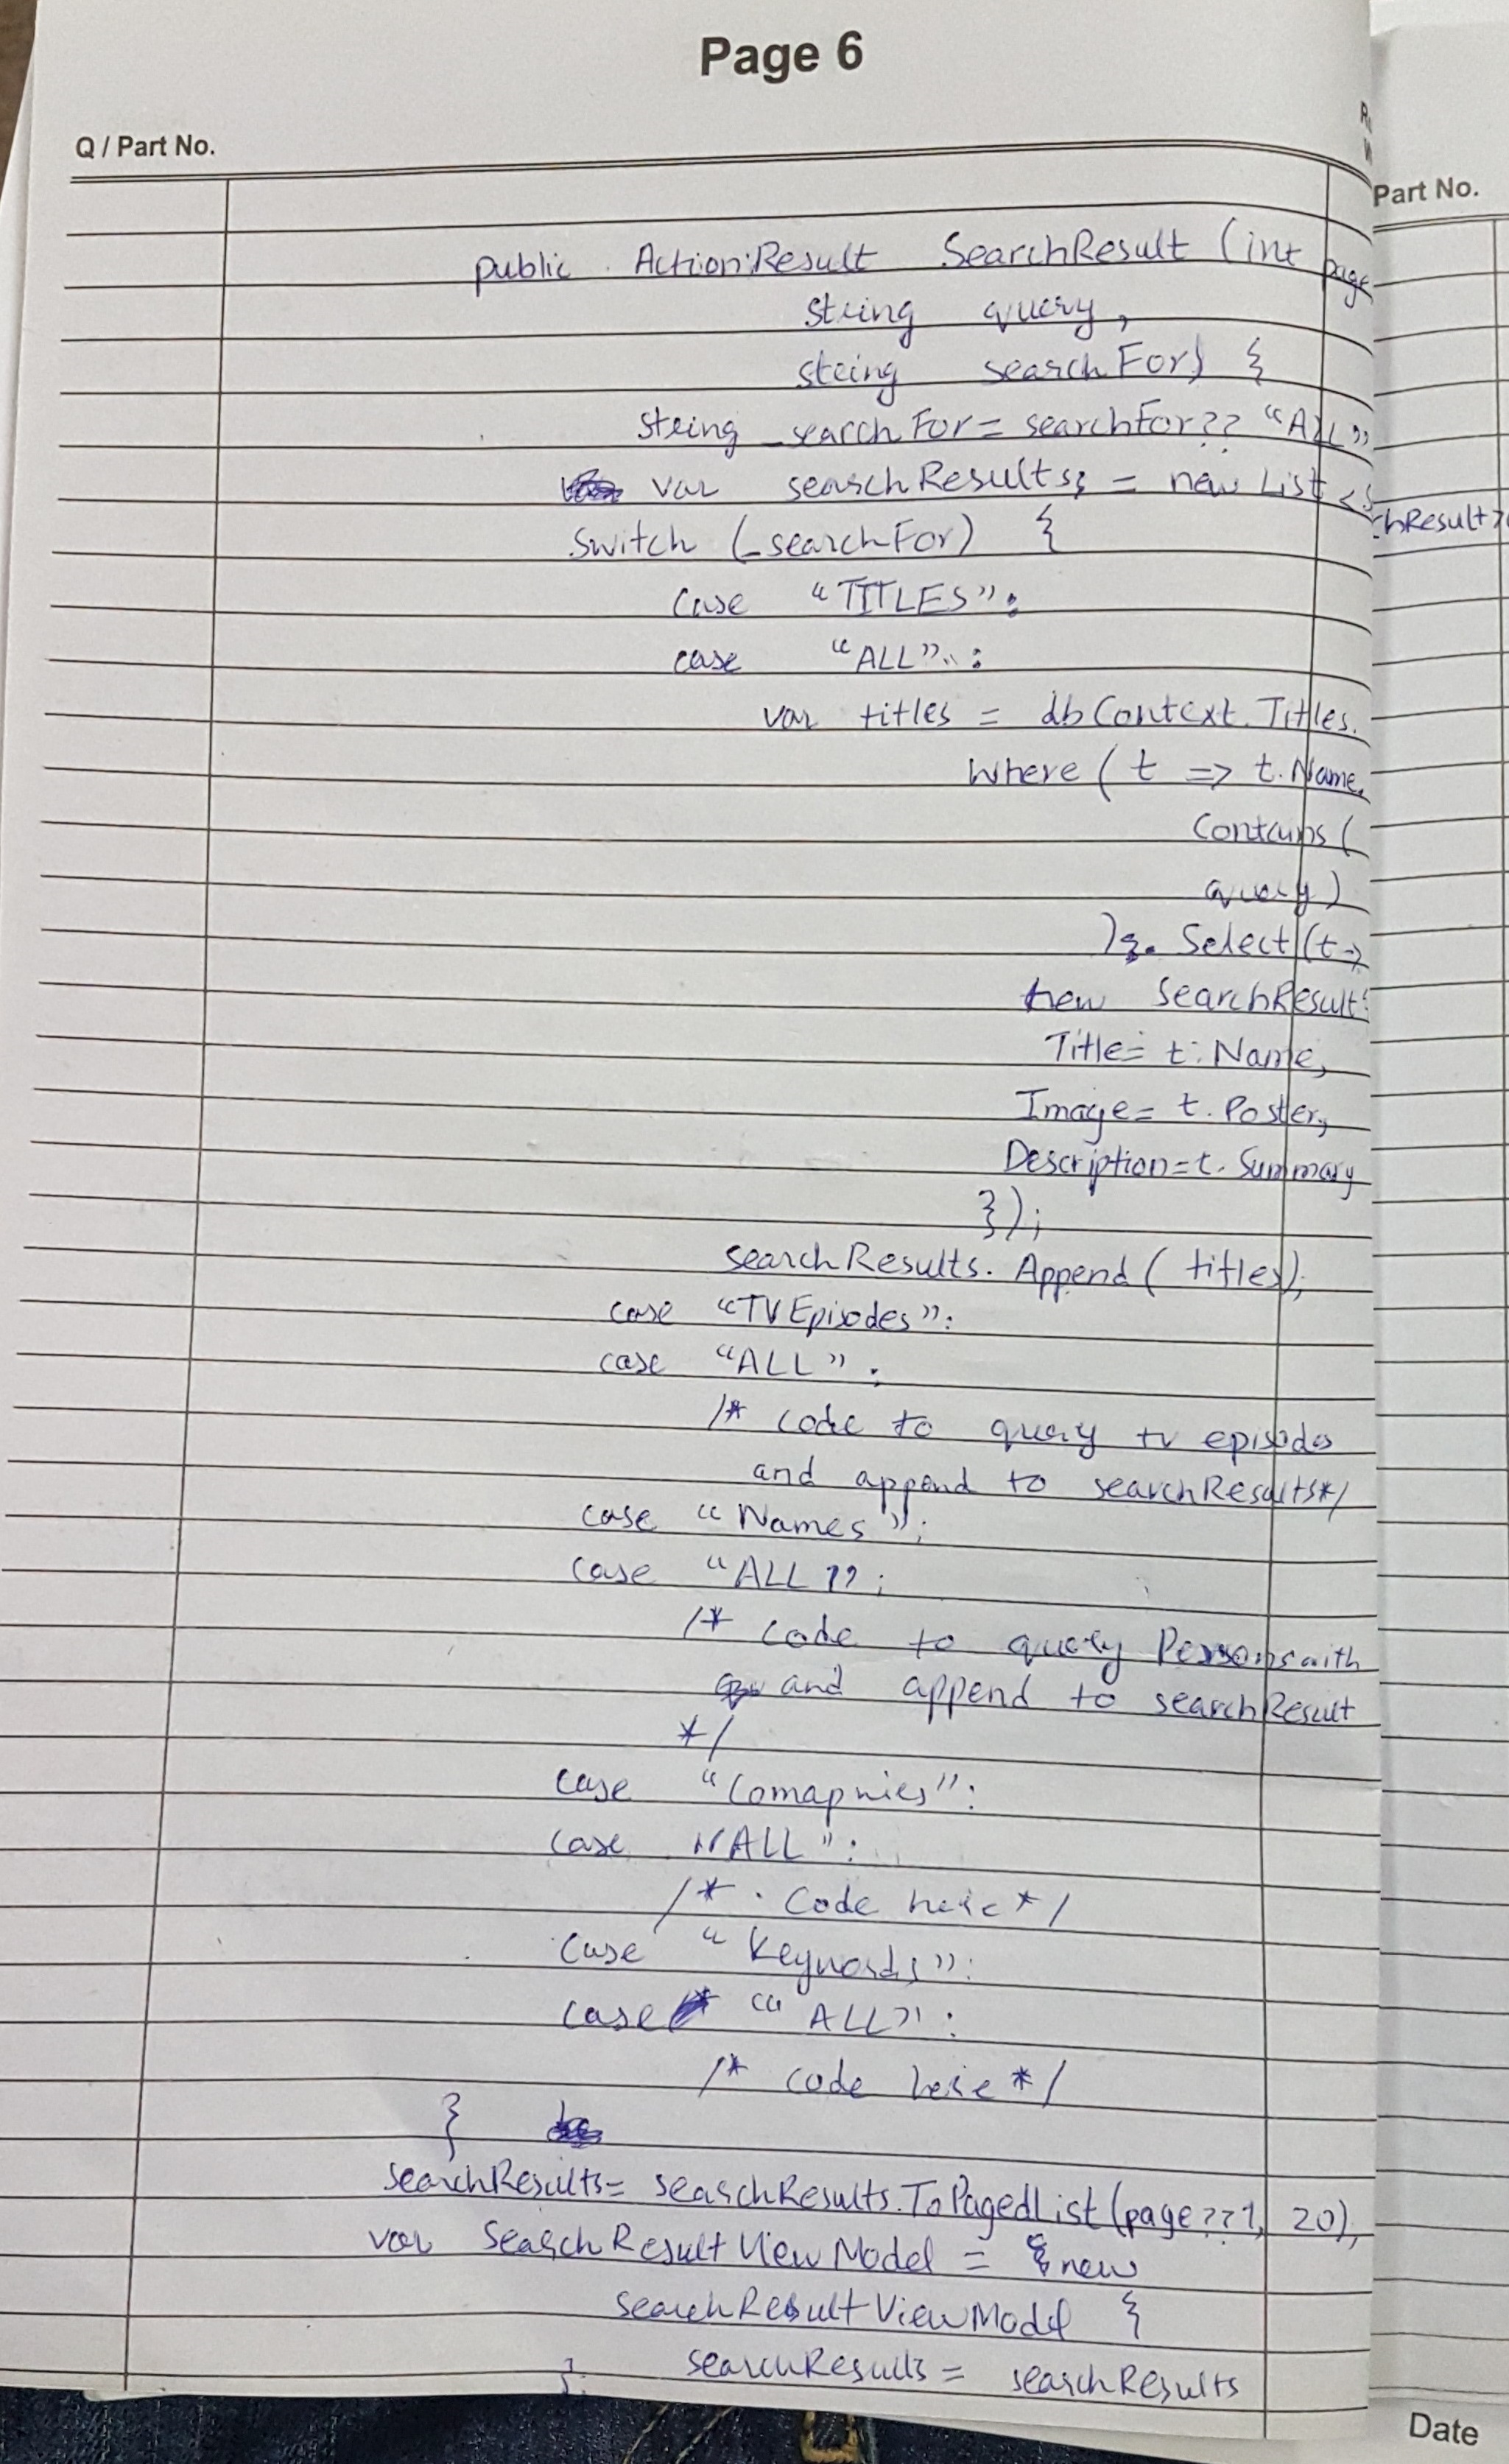 Page 6
Q / Part No.
Part No.
public ActionResult SearchResult (int page
string query,
string searchFor) {
string _searchFor = searchFor ?? "ALL"
var searchResults; = new List <S
chResult>
switch (_searchFor) {
case "TITLES":
case "ALL":
var titles = dbContext.Titles.
Where ( t => t.Name.
Contains (
query)
). Select (t =>
new SearchResult
Title = t.Name,
Image = t.Poster,
Description = t.Summary
});
searchResults. Append ( titles);
case "TVEpisodes":
case "ALL" :
/* code to query tv episodes
and append to searchResults*/
case "Names":
case "ALL":
/* code to query Persons with
and append to searchResult
*/
case "Comapnies":
case "ALL":
/* Code here */
case "Keywords":
case "ALL":
/* code here */
}
searchResults = searchResults.ToPagedList(page??1, 20);
var SearchResultViewModel = new
searchResultViewModel {
searchResults = searchResults
};
Date